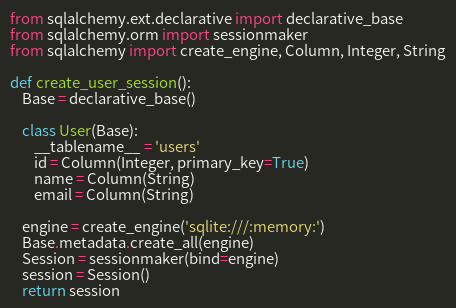 from sqlalchemy.ext.declarative import declarative_base
from sqlalchemy.orm import sessionmaker
from sqlalchemy import create_engine, Column, Integer, String

def create_user_session():
    Base = declarative_base()

    class User(Base):
        __tablename__ = 'users'
        id = Column(Integer, primary_key=True)
        name = Column(String)
        email = Column(String)

    engine = create_engine('sqlite:///:memory:')
    Base.metadata.create_all(engine)
    Session = sessionmaker(bind=engine)
    session = Session()
    return session